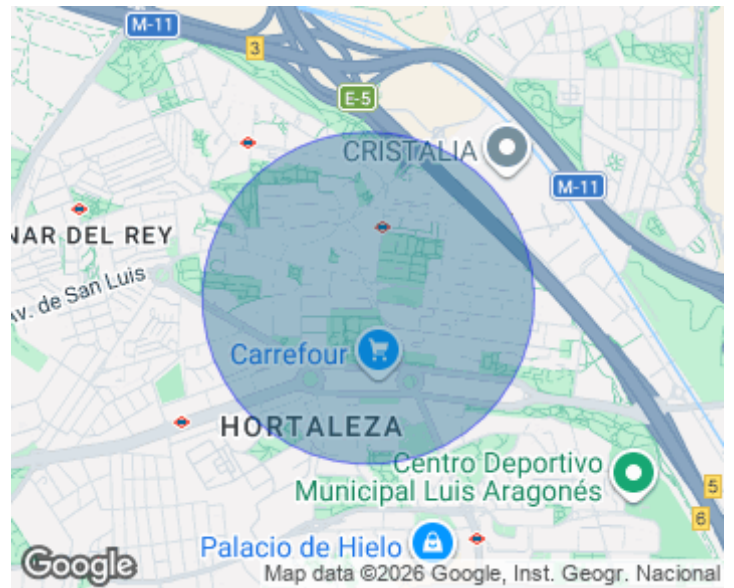 M-11
3
E-5
CRISTALIA
M-11
NAR DEL REY
Av. de San Luis
Carrefour
HORTALEZA
Centro Deportivo
Municipal Luis Aragonés
5
6
Palacio de Hielo
Google
Map data ©2026 Google, Inst. Geogr. Nacional